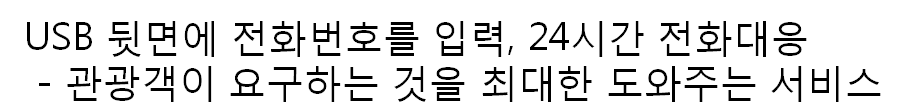 USB 뒷면에 전화번호를 입력, 24시간 전화대응
- 관광객이 요구하는 것을 최대한 도와주는 서비스